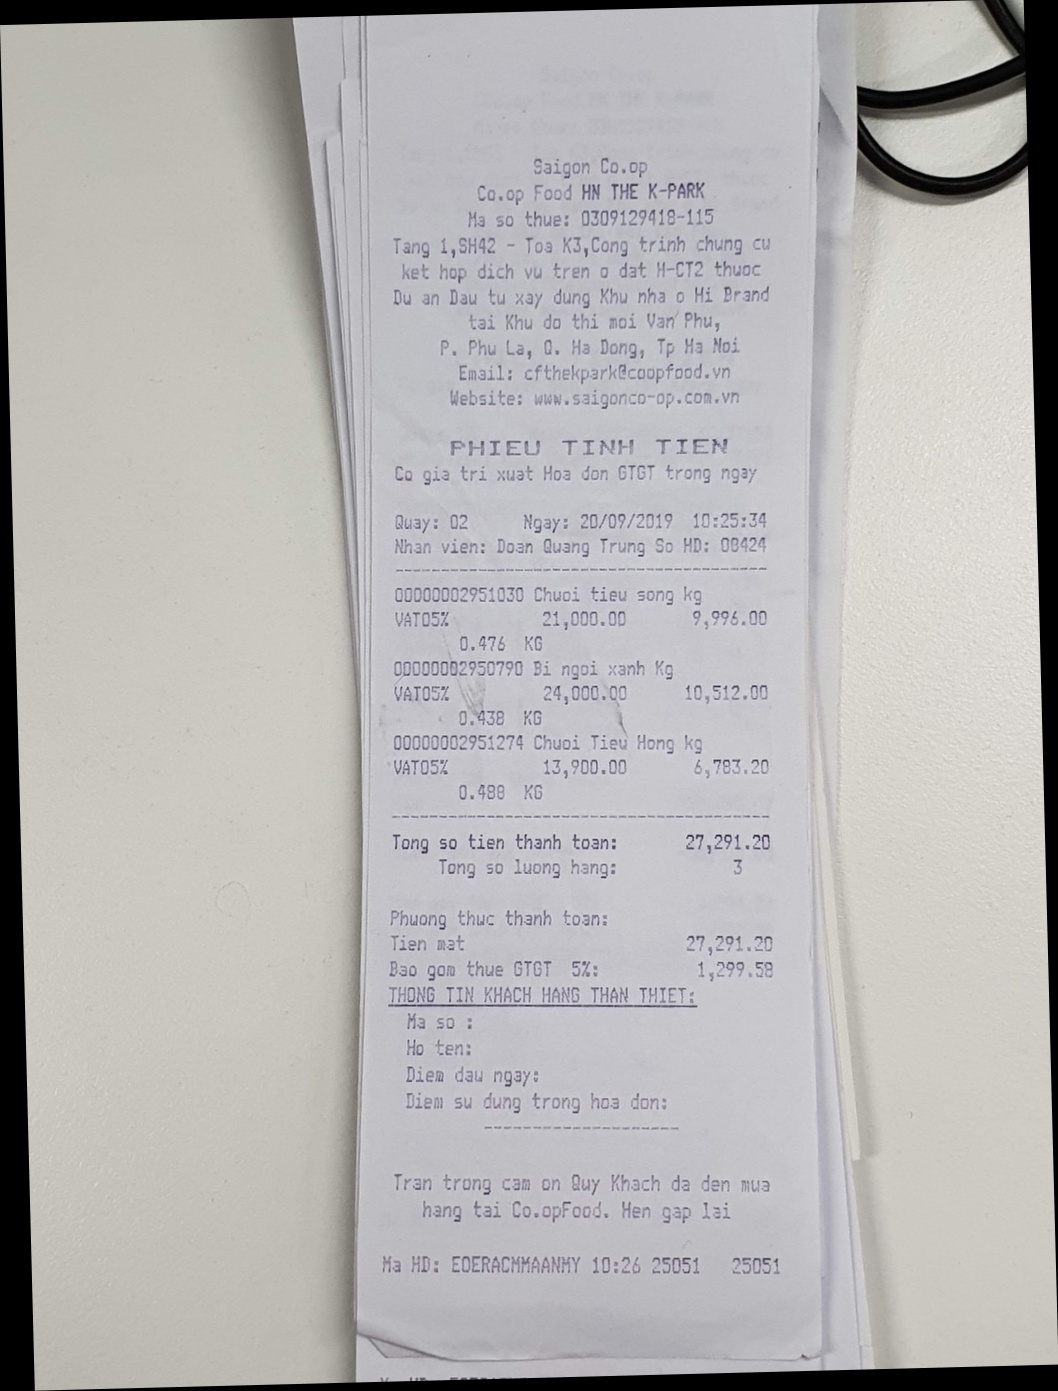 Saigon Co.op
Co.op Food HN THE K-PARK
Ma so thue: 0309129418-115
Tang 1,SH42 - Toa K3,Cong trinh chung cu
ket hop dich vu tren o dat H-CT2 thuoc
Du an Dau tu xay dung Khu nha o Hi Brand
tai Khu do thi moi Van Phu,
P. Phu La, Q. Ha Dong, Tp Ha Noi
Email: cfthekpark@coopfood.vn
Website: www.saigonco-op.com.vn
PHIEU TINH TIEN
Co gia tri xuat Hoa don GTGT trong ngay
Quay: 02 Ngay: 20/09/2019 10:25:34
Nhan vien: Doan Quang Trung So HD: 08424
---------------------------------------
00000002951030 Chuoi tieu song kg
VAT05% 21,000.00 9,996.00
0.476 KG
00000002950790 Bi ngoi xanh Kg
VAT05% 24,000.00 10,512.00
0.438 KG
00000002951274 Chuoi Tieu Hong kg
VAT05% 13,900.00 6,783.20
0.488 KG
---------------------------------------
Tong so tien thanh toan: 27,291.20
Tong so luong hang: 3
Phuong thuc thanh toan:
Tien mat 27,291.20
Bao gom thue GTGT 5%: 1,299.58
THONG TIN KHACH HANG THAN THIET:
Ma so :
Ho ten:
Diem dau ngay:
Diem su dung trong hoa don:
--------------------
Tran trong cam on Quy Khach da den mua
hang tai Co.opFood. Hen gap lai
Ma HD: EOERACMMAANMY 10:26 25051 25051